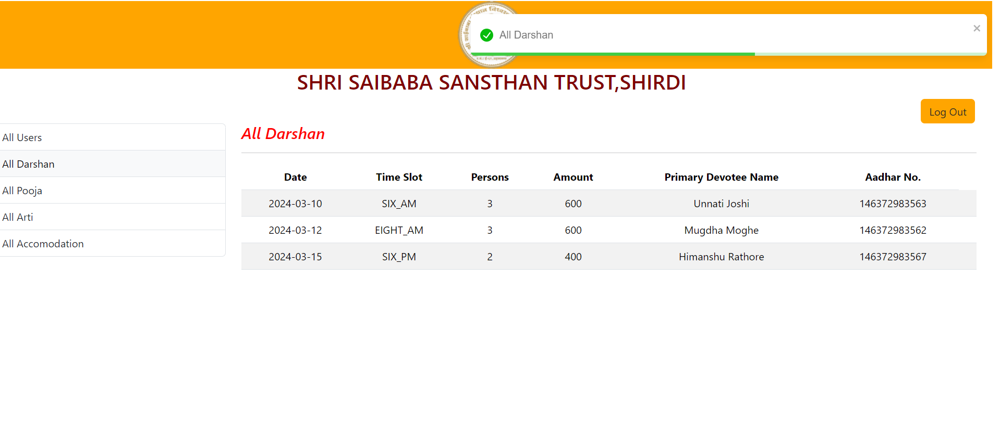 All Darshan
SHRI SAIBABA SANSTHAN TRUST,SHIRDI
Log Out
All Users
All Darshan
All Pooja
All Arti
All Accomodation
All Darshan
Date Time Slot Persons Amount Primary Devotee Name Aadhar No.
2024-03-10 SIX_AM 3 600 Unnati Joshi 146372983563
2024-03-12 EIGHT_AM 3 600 Mugdha Moghe 146372983562
2024-03-15 SIX_PM 2 400 Himanshu Rathore 146372983567